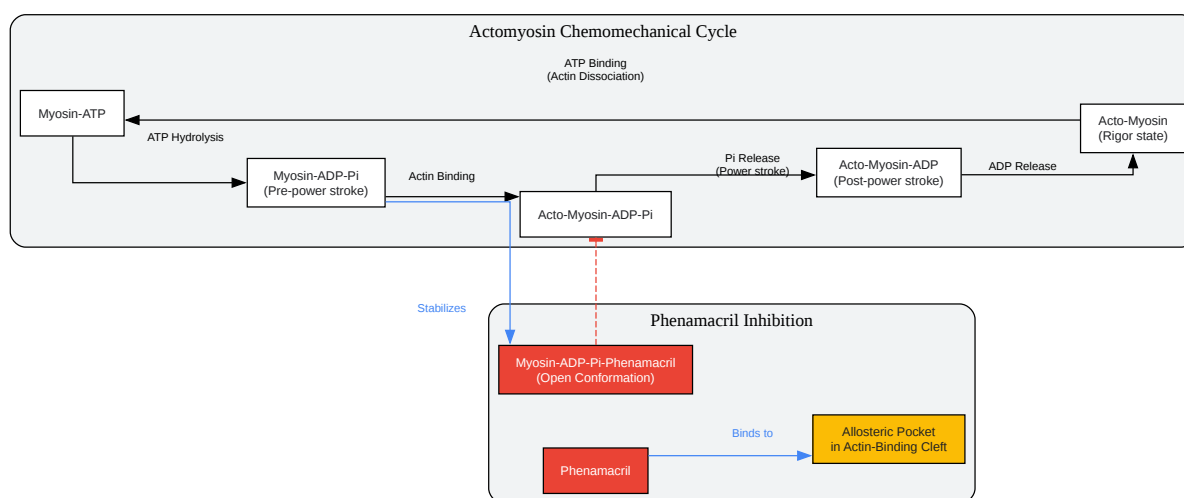 Actomyosin Chemomechanical Cycle
ATP Binding
(Actin Dissociation)
Myosin-ATP
Acto-Myosin
(Rigor state)
ATP Hydrolysis
Pi Release
(Power stroke)
Acto-Myosin-ADP
(Post-power stroke)
ADP Release
Myosin-ADP-Pi
(Pre-power stroke)
Actin Binding
Acto-Myosin-ADP-Pi
Stabilizes
Phenamacril Inhibition
Myosin-ADP-Pi-Phenamacril
(Open Conformation)
Binds to
Allosteric Pocket
in Actin-Binding Cleft
Phenamacril